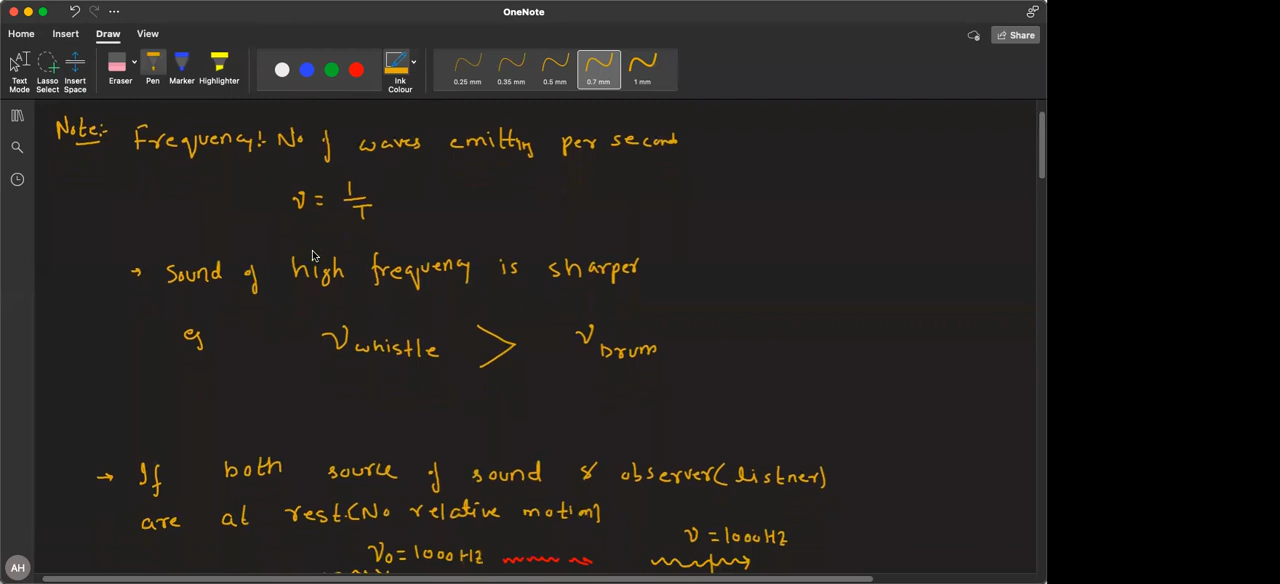 OneNote
Home Insert Draw View
Share
Text Mode
Lasso Select
Insert Space
Eraser
Pen
Marker
Highlighter
Ink Colour
0.25 mm
0.35 mm
0.5 mm
0.7 mm
1 mm
Note:- Frequency:- No of waves emitting per second
ν = 1/T
→ Sound of high frequency is sharper
eg ν whistle > ν Drum
→ If both source of sound & observer(listner)
are at rest.(No relative motion)
ν0 = 1000 HZ ν = 1000HZ
AH